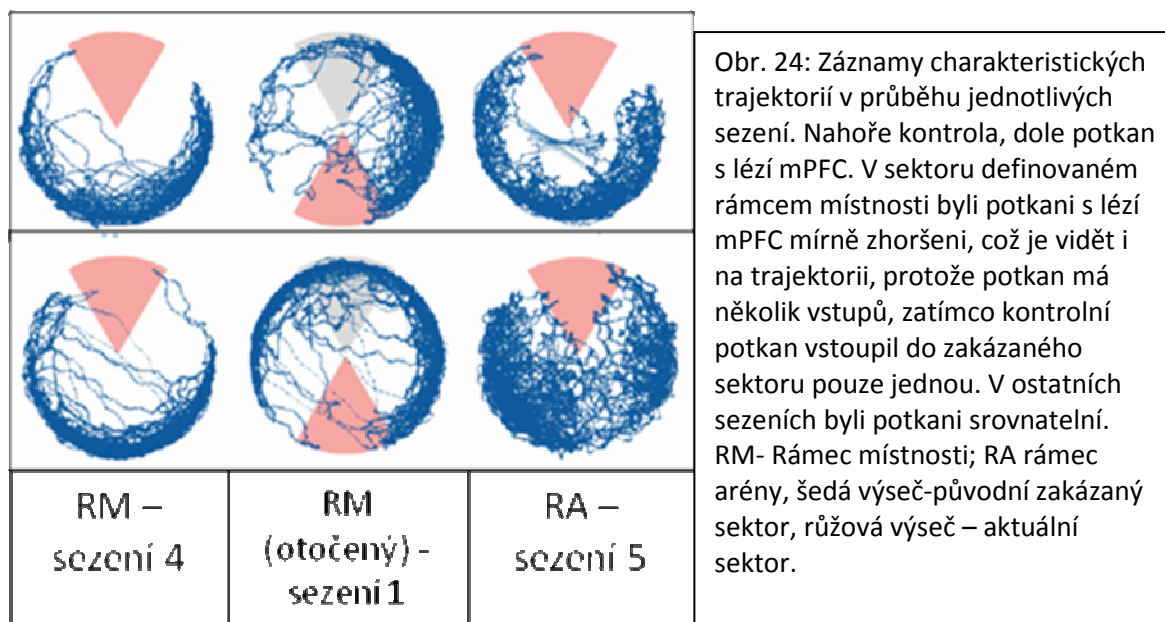 Obr. 24: Záznamy charakteristických
trajektorií v průběhu jednotlivých
sezení. Nahoře kontrola, dole potkan
s lézí mPFC. V sektoru definovaném
rámcem místnosti byli potkani s lézí
mPFC mírně zhoršeni, což je vidět i
na trajektorii, protože potkan má
několik vstupů, zatímco kontrolní
potkan vstoupil do zakázaného
sektoru pouze jednou. V ostatních
sezeních byli potkani srovnatelní.
RM- Rámec místnosti; RA rámec
arény, šedá výseč-původní zakázaný
sektor, růžová výseč – aktuální
sektor.
RM –
sezení 4
RM
(otočený) -
sezení 1
RA –
sezení 5